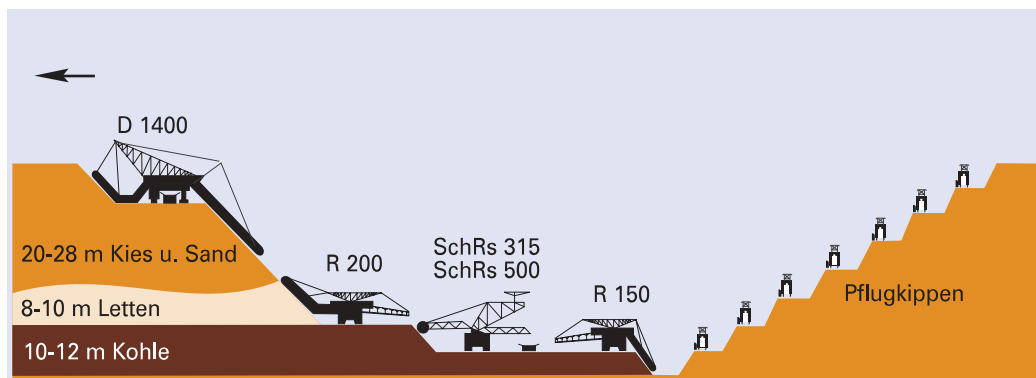 D 1400
20-28 m Kies u. Sand
R 200
SchRs 315
SchRs 500
R 150
Pflugkippen
8-10 m Letten
10-12 m Kohle